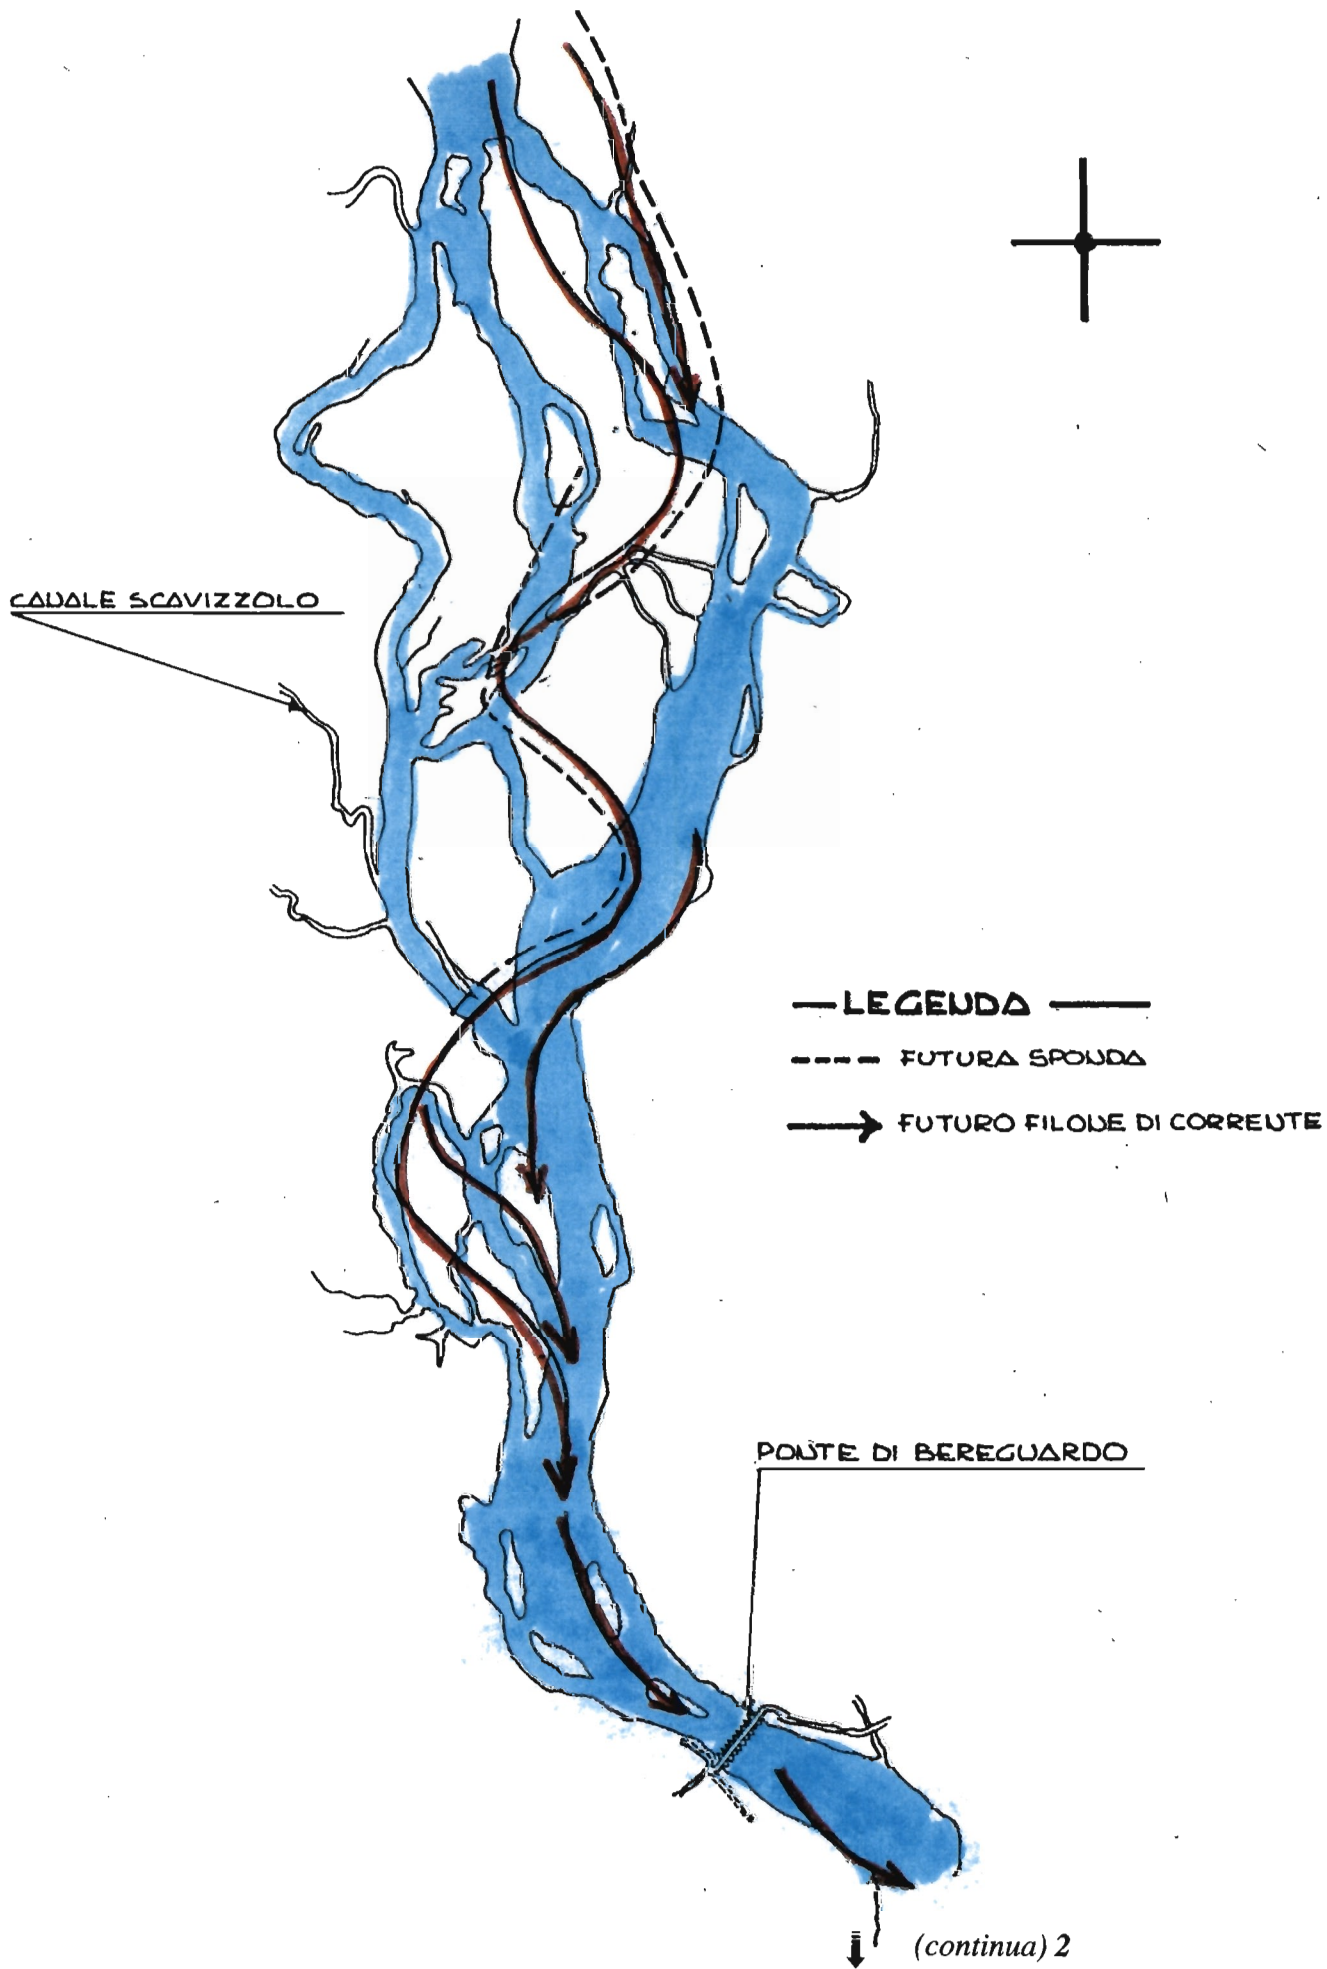 CANALE SCAVIZZOLO
LEGENDA
FUTURA SPONDA
FUTURO FILONE DI CORRENTE
PONTE DI BEREGUARDO
(continua) 2